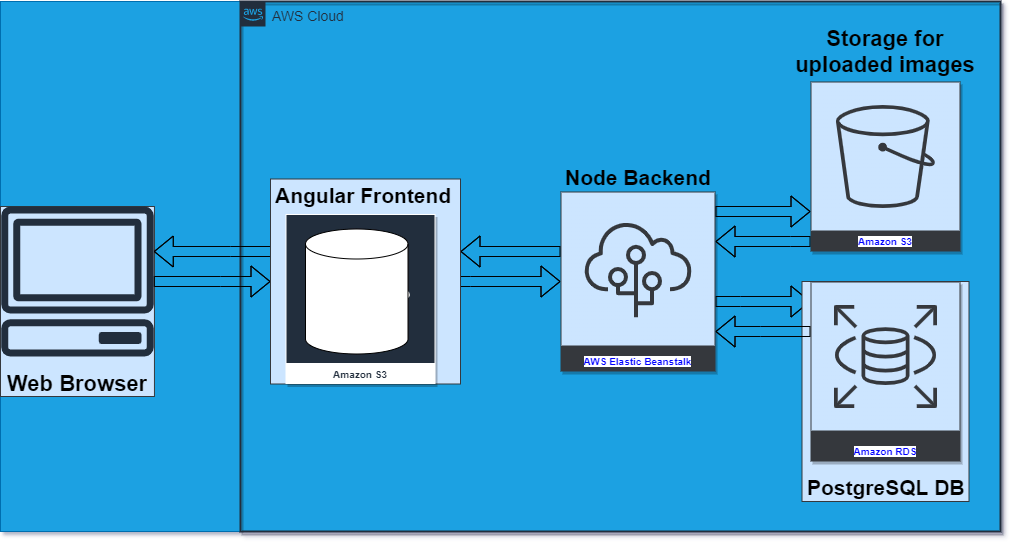 aws
AWS Cloud
Storage for
uploaded images
Amazon S3
Node Backend
AWS Elastic Beanstalk
Angular Frontend
Amazon S3
Web Browser
Amazon RDS
PostgreSQL DB